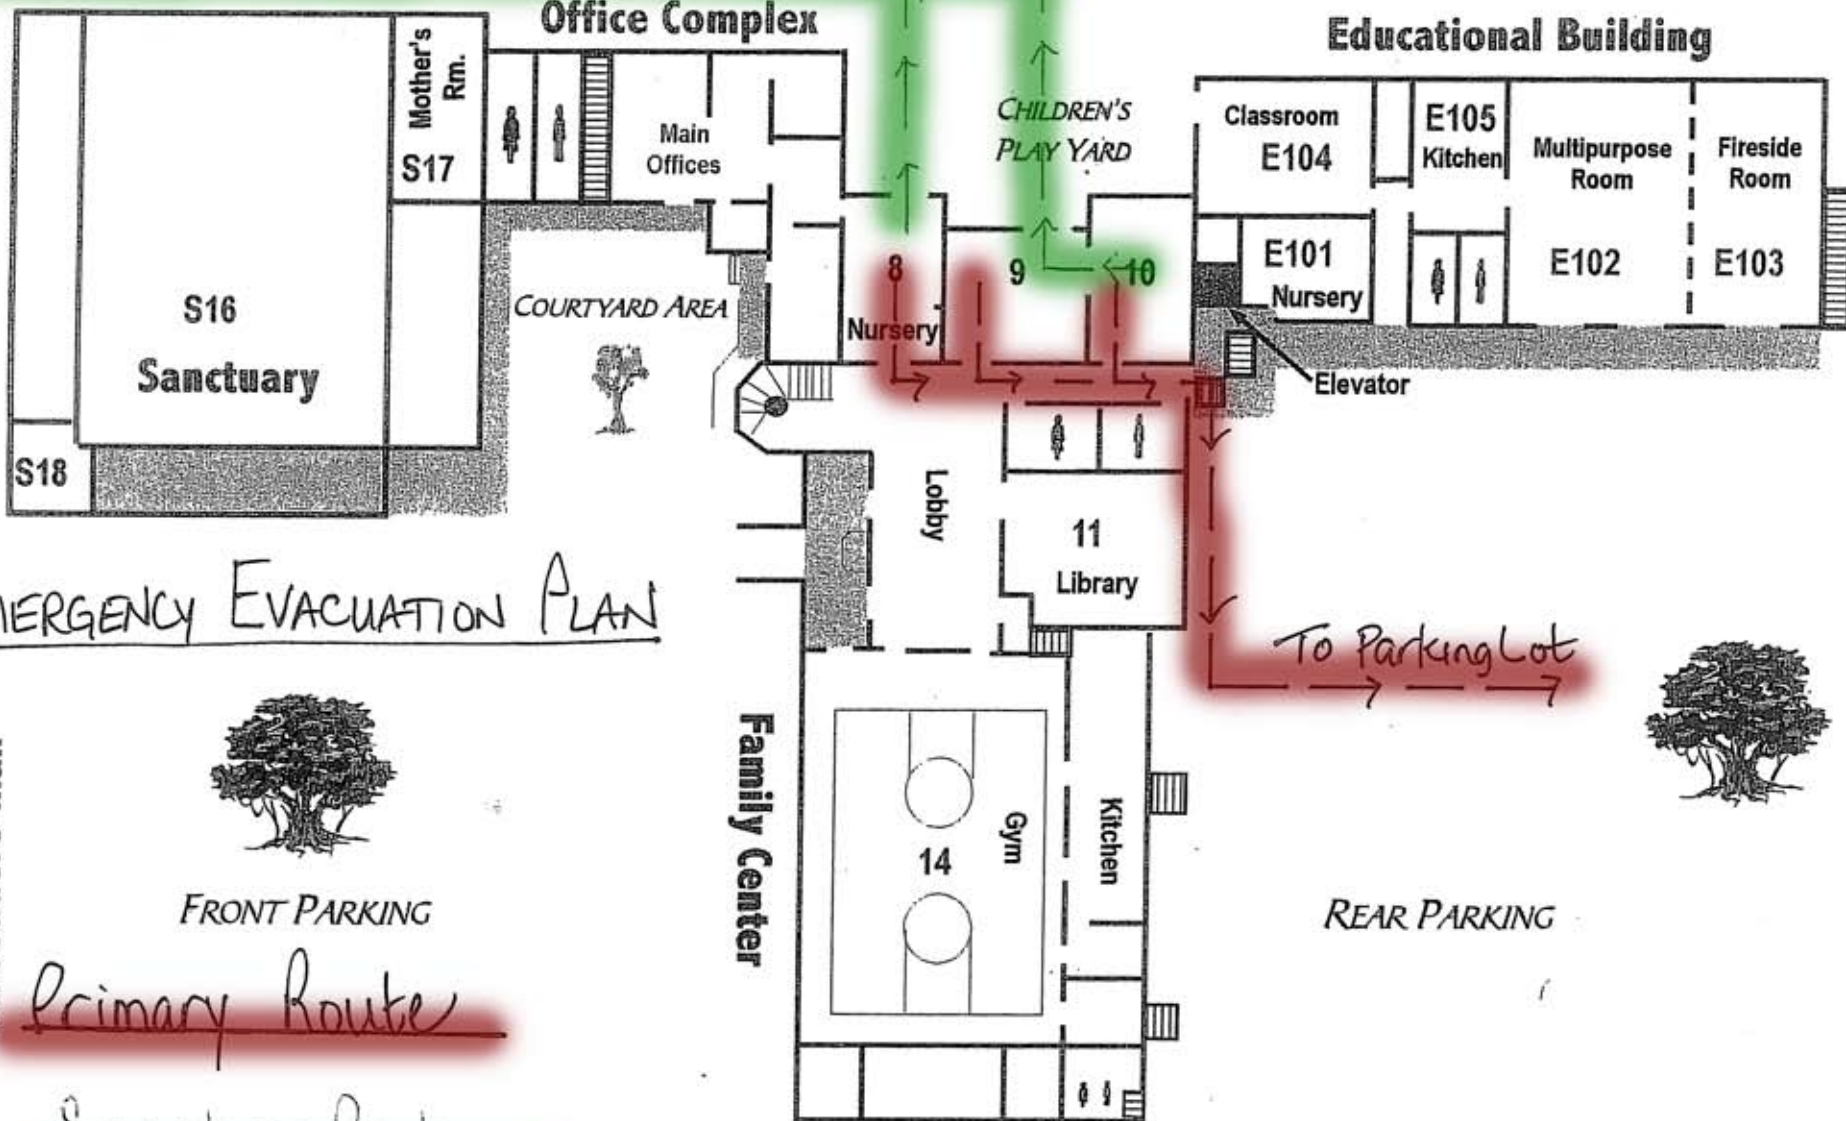 Office Complex
Educational Building
Mother's
Rm.
S17
Main
Offices
CHILDREN'S
PLAY YARD
Classroom
E104
E105
Kitchen
Multipurpose
Room
Fireside
Room
S16
Sanctuary
COURTYARD AREA
8
Nursery
9
10
E101
Nursery
E102
E103
Elevator
S18
Lobby
11
Library
EVACUATION PLAN
To Parking Lot
Family Center
Gym
14
Kitchen
FRONT PARKING
REAR PARKING
Primary Route